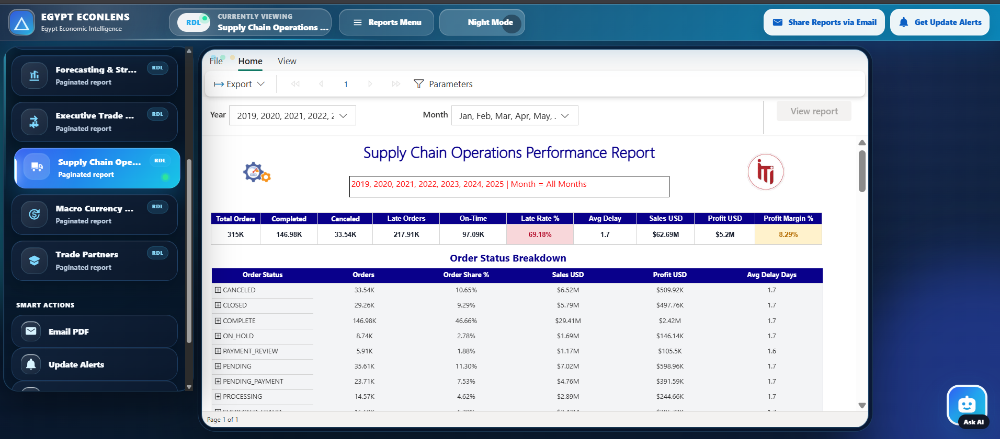 EGYPT ECONLENS
Egypt Economic Intelligence
RDL
CURRENTLY VIEWING
Supply Chain Operations ...
Reports Menu
Night Mode
Share Reports via Email
Get Update Alerts
Forecasting & Str... RDL
Paginated report
Executive Trade ... RDL
Paginated report
Supply Chain Ope... RDL
Paginated report
Macro Currency ... RDL
Paginated report
Trade Partners RDL
Paginated report
SMART ACTIONS
Email PDF
Update Alerts
File Home View
Export 1 Parameters
Year 2019, 2020, 2021, 2022, 2 Month Jan, Feb, Mar, Apr, May, . View report
Supply Chain Operations Performance Report
iTi
2019, 2020, 2021, 2022, 2023, 2024, 2025 | Month = All Months
Total Orders Completed Canceled Late Orders On-Time Late Rate % Avg Delay Sales USD Profit USD Profit Margin %
315K 146.98K 33.54K 217.91K 97.09K 69.18% 1.7 $62.69M $5.2M 8.29%
Order Status Breakdown
Order Status Orders Order Share % Sales USD Profit USD Avg Delay Days
CANCELED 33.54K 10.65% $6.52M $509.92K 1.7
CLOSED 29.26K 9.29% $5.79M $497.76K 1.7
COMPLETE 146.98K 46.66% $29.41M $2.42M 1.7
ON_HOLD 8.74K 2.78% $1.69M $146.14K 1.7
PAYMENT_REVIEW 5.91K 1.88% $1.17M $105.5K 1.6
PENDING 35.61K 11.30% $7.02M $598.96K 1.7
PENDING_PAYMENT 23.71K 7.53% $4.76M $391.59K 1.7
PROCESSING 14.57K 4.62% $2.89M $244.66K 1.7
Page 1 of 1
Ask AI